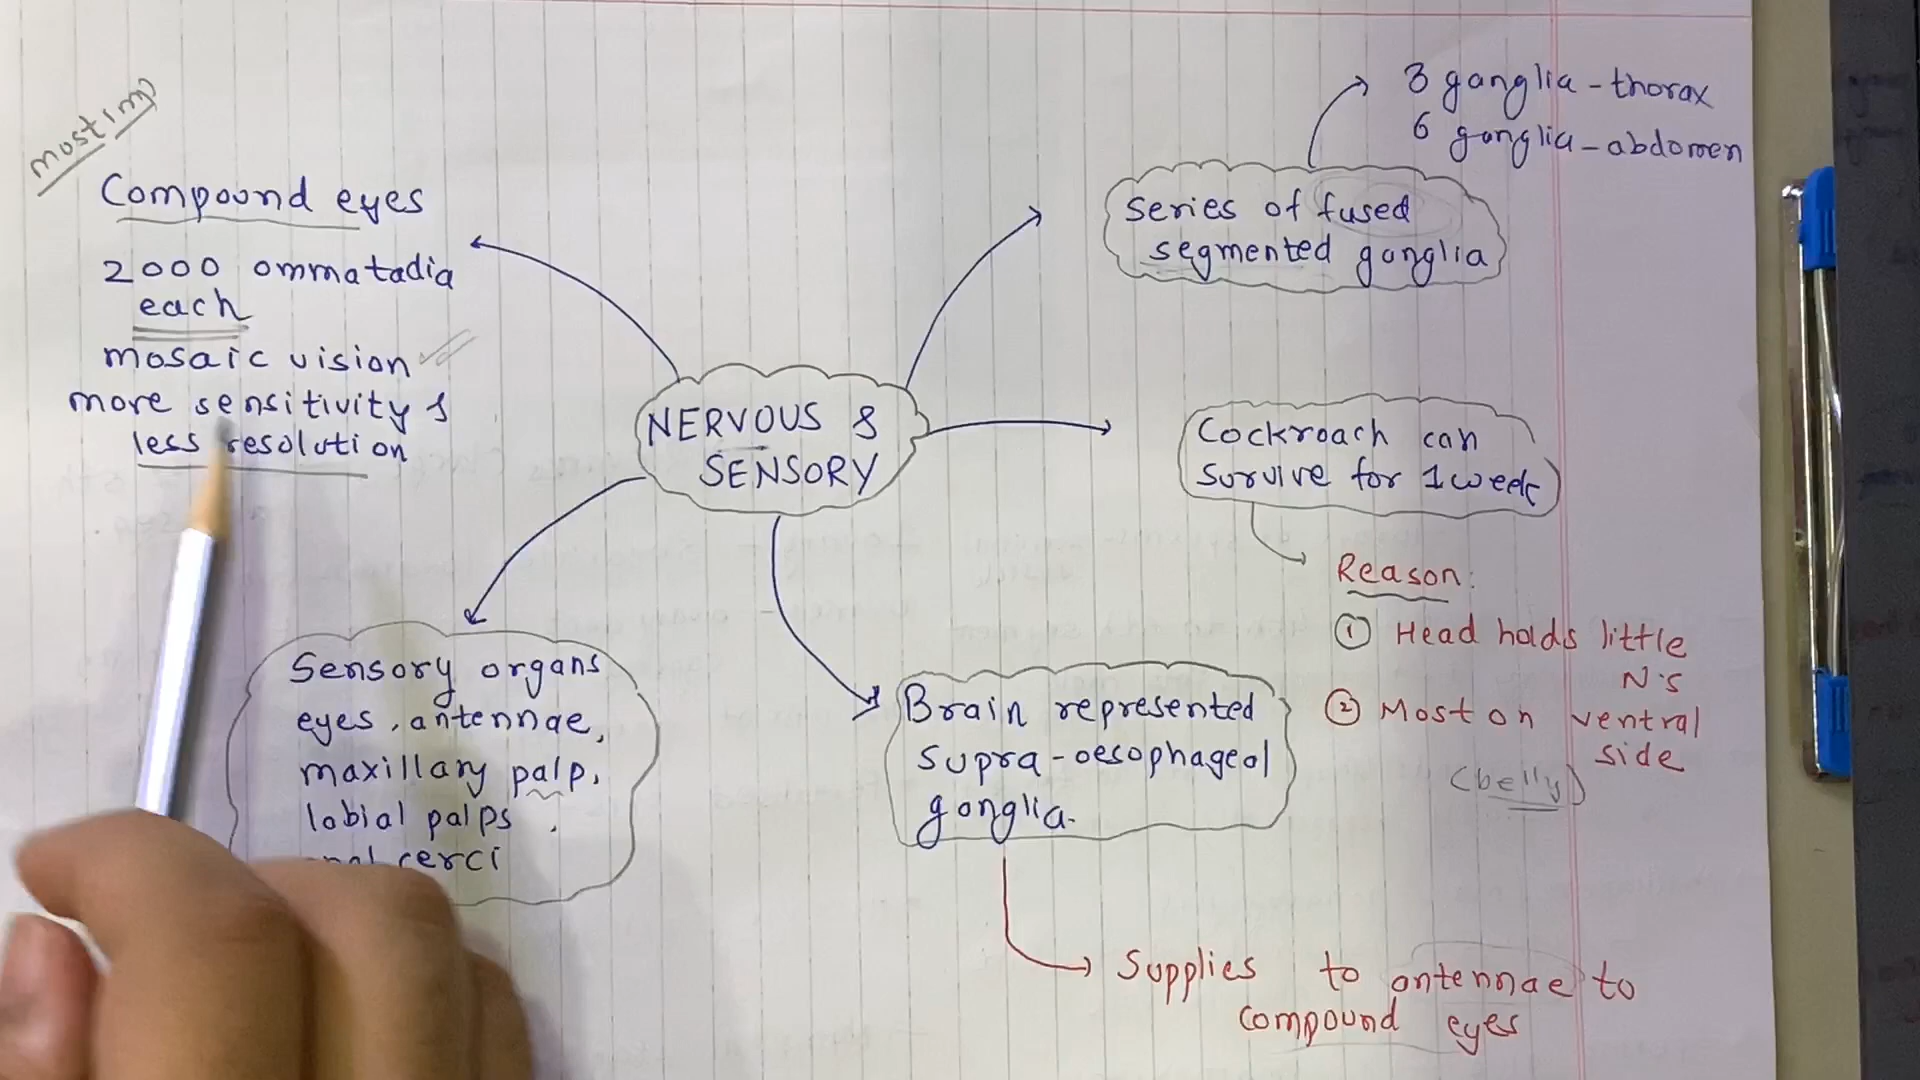 most imp
Compound eyes
2000 ommatadia
each
mosaic vision
more sensitivity &
less resolution
3 ganglia - thorax
6 ganglia - abdomen
series of fused
segmented ganglia
NERVOUS &
SENSORY
Cockroach can
survive for 1 week
Reason:
① Head holds little
N.S
② Most on ventral
side
(belly)
Sensory organs
eyes, antennae,
maxillary palp,
labial palps,
cerci
Brain represented
supra-oesophageal
ganglia.
Supplies to antennae to
compound eyes